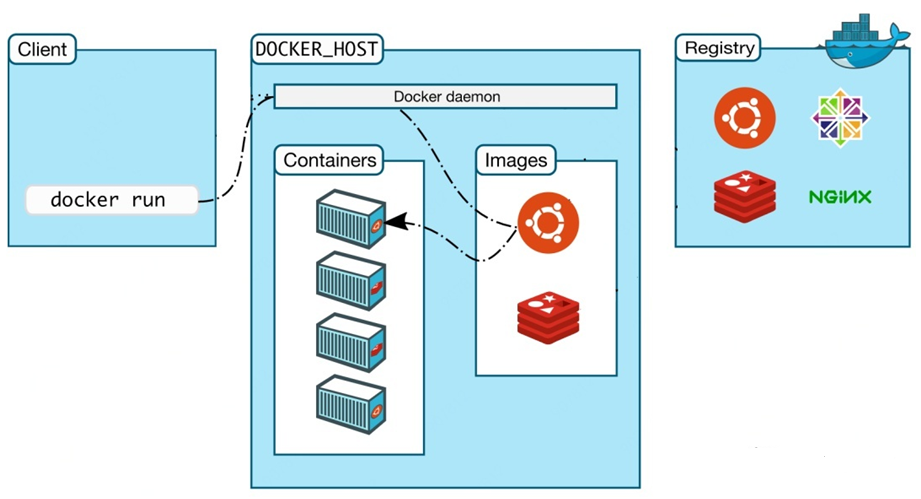 Client
DOCKER_HOST
Registry
Docker daemon
Containers
Images
docker run
NGiNX